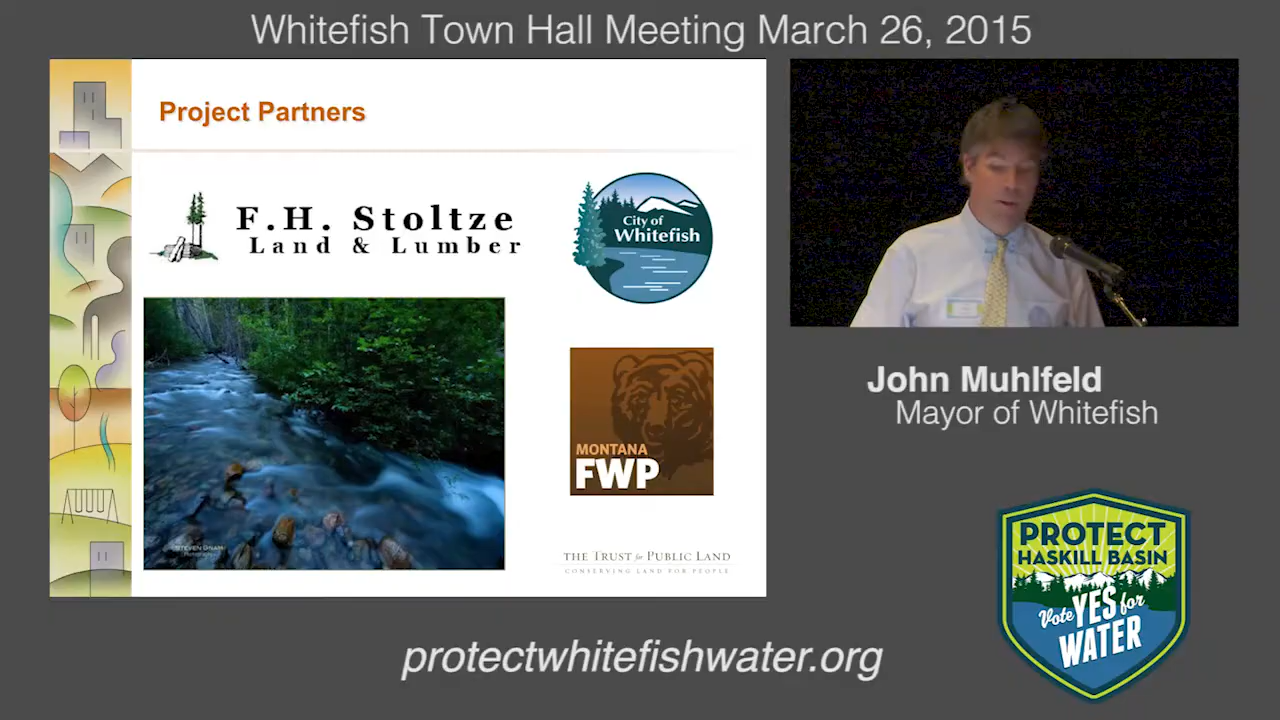 Whitefish Town Hall Meeting March 26, 2015
Project Partners
F.H. Stoltze
Land & Lumber
City of
Whitefish
MONTANA
FWP
THE TRUST for PUBLIC LAND
CONSERVING LAND FOR PEOPLE
John Muhlfeld
Mayor of Whitefish
PROTECT
HASKILL BASIN
Vote YES for
WATER
protectwhitefishwater.org